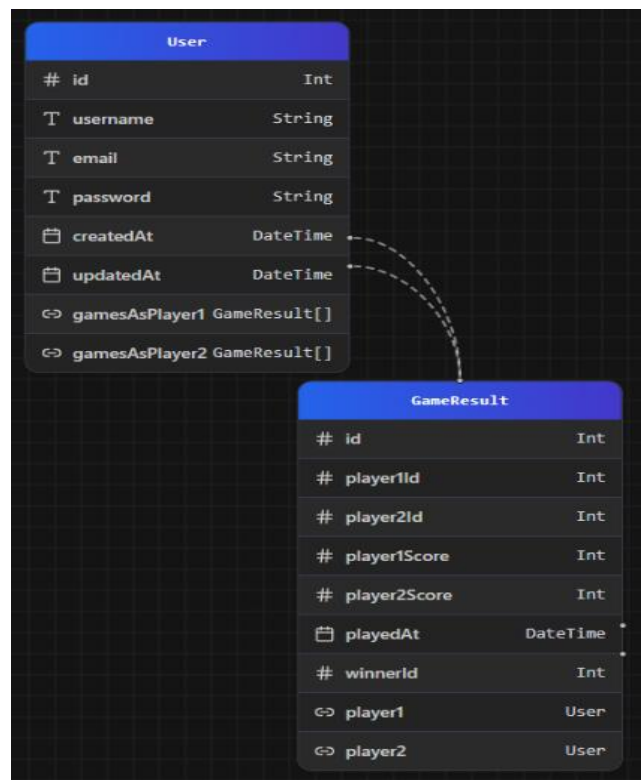 User
# id Int
T username String
T email String
T password String
createdAt DateTime
updatedAt DateTime
gamesAsPlayer1 GameResult[]
gamesAsPlayer2 GameResult[]
GameResult
# id Int
# player1Id Int
# player2Id Int
# player1Score Int
# player2Score Int
playedAt DateTime
# winnerId Int
player1 User
player2 User